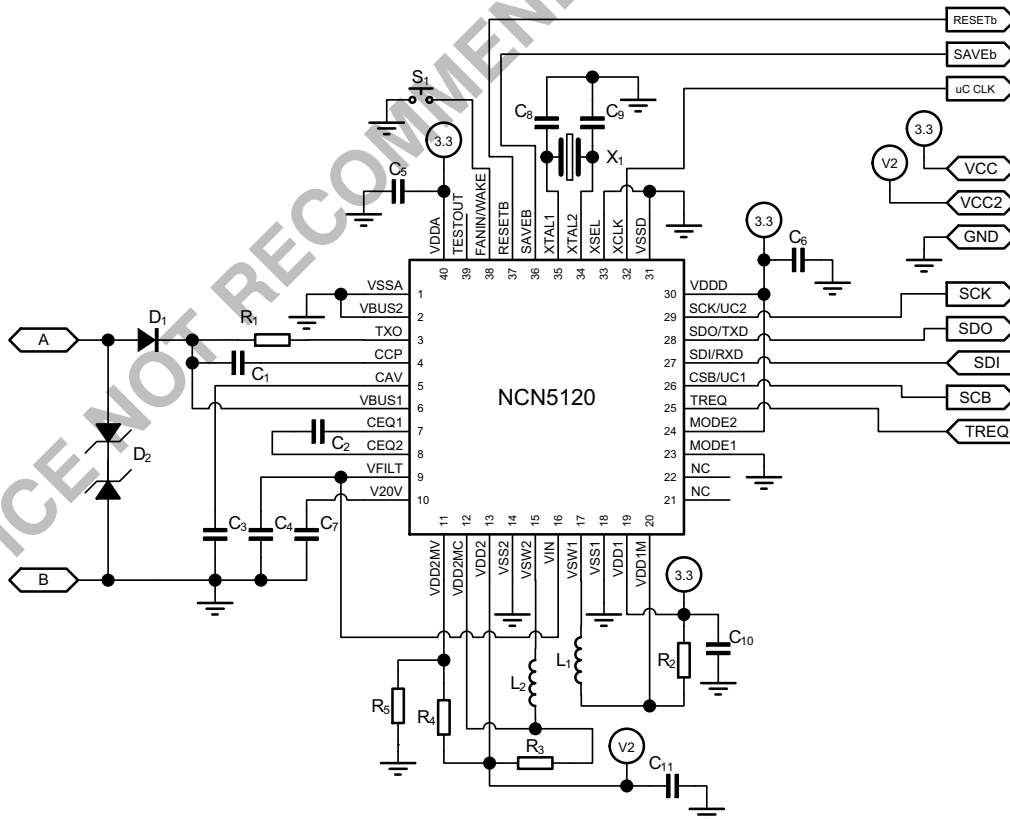 RESETb
SAVEb
uC CLK
3.3
VCC
V2
VCC2
GND
SCK
SDO
SDI
SCB
TREQ
S1
C8
C9
X1
3.3
C5
3.3
C6
VDDA
TESTOUT
FANIN/WAKE
RESETB
SAVEB
XTAL1
XTAL2
XSEL
XCLK
VSSD
40
39
38
37
36
35
34
33
32
31
VSSA
1
VBUS2
2
TXO
3
CCP
4
CAV
5
VBUS1
6
CEQ1
7
CEQ2
8
VFILT
9
V20V
10
NCN5120
30
VDDD
29
SCK/UC2
28
SDO/TXD
27
SDI/RXD
26
CSB/UC1
25
TREQ
24
MODE2
23
MODE1
22
NC
21
NC
A
D1
R1
C1
D2
C2
C3
C4
C7
B
11
12
13
14
15
16
17
18
19
20
VDD2MV
VDD2MC
VDD2
VSS2
VSW2
VIN
VSW1
VSS1
VDD1
VDD1M
3.3
C10
R2
L1
L2
R5
R4
R3
V2
C11
ICE NOT RECOMMEN